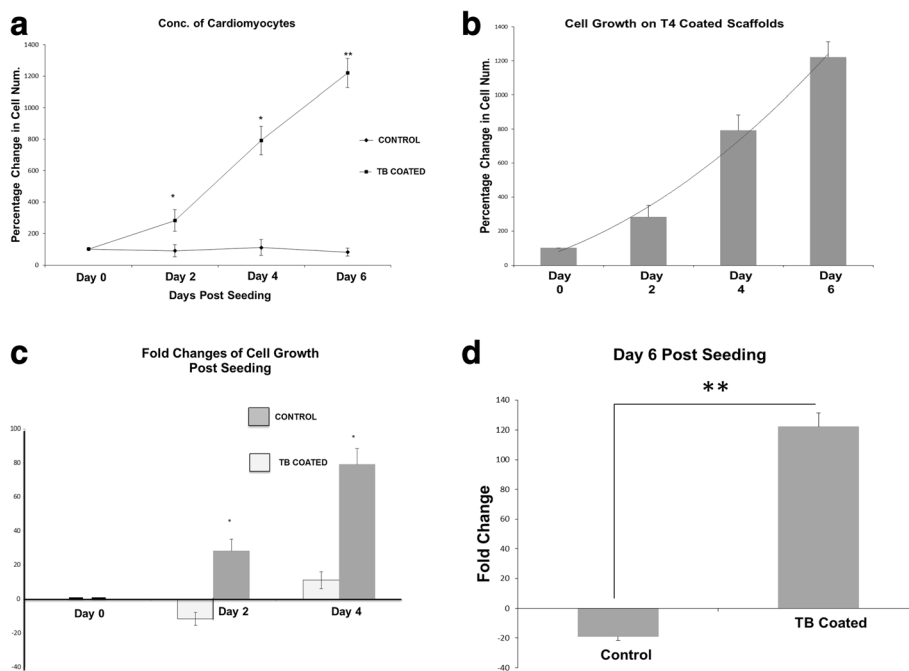 a
Conc. of Cardiomyocytes
Percentage Change in Cell Num.
1400
1200
1000
800
600
400
200
0
*
*
**
CONTROL
TB COATED
Day 0 Day 2 Day 4 Day 6
Days Post Seeding
b
Cell Growth on T4 Coated Scaffolds
Percentage Change in Cell Num.
1400
1200
1000
800
600
400
200
0
Day Day Day Day
0 2 4 6
c
Fold Changes of Cell Growth
Post Seeding
CONTROL
TB COATED
100
80
60
40
20
0
-20
-40
*
*
Day 0 Day 2 Day 4
d
Day 6 Post Seeding
**
Fold Change
140
120
100
80
60
40
20
0
-20
-40
Control
TB Coated